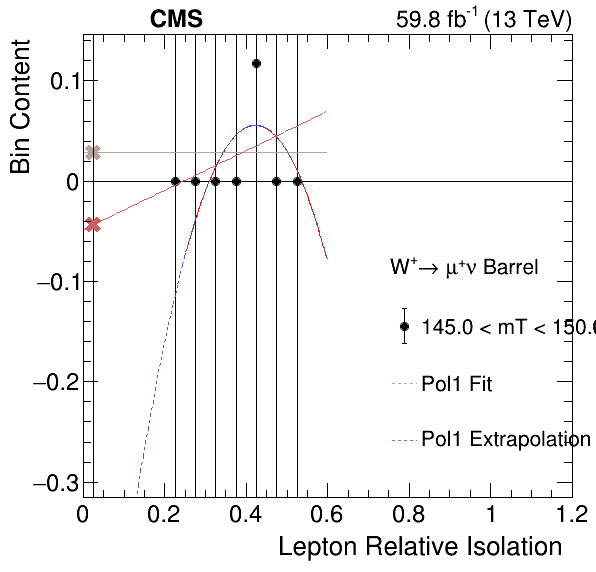 CMS 59.8 fb⁻¹ (13 TeV)
Bin Content
0.1
0
−0.1
−0.2
−0.3
W⁺→ μ⁺ν Barrel
145.0 < mT < 150.0
Pol1 Fit
Pol1 Extrapolation
0 0.2 0.4 0.6 0.8 1 1.2
Lepton Relative Isolation